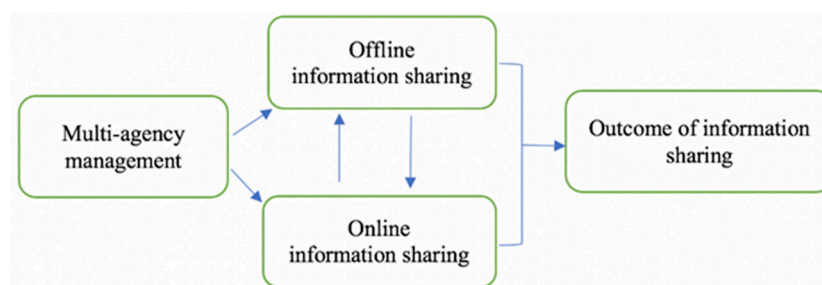 Offline
information sharing
Multi-agency
management
Outcome of information
sharing
Online
information sharing